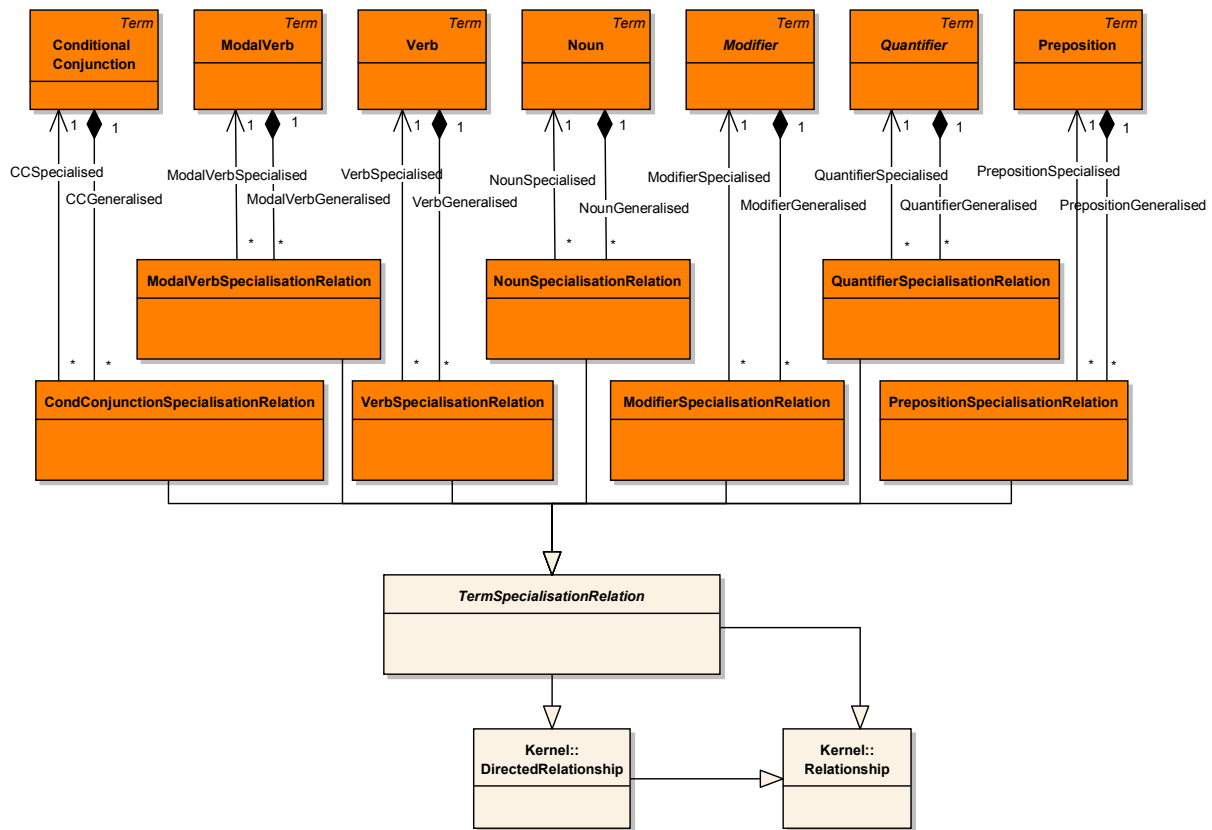 Term
Conditional
Conjunction
Term
ModalVerb
Term
Verb
Term
Noun
Term
Modifier
Term
Quantifier
Term
Preposition
1
1
1
1
1
1
1
1
1
1
1
1
1
1
CCSpecialised
CCGeneralised
ModalVerbSpecialised
ModalVerbGeneralised
VerbSpecialised
VerbGeneralised
NounSpecialised
NounGeneralised
ModifierSpecialised
ModifierGeneralised
QuantifierSpecialised
QuantifierGeneralised
PrepositionSpecialised
PrepositionGeneralised
* *
* *
* *
ModalVerbSpecialisationRelation
NounSpecialisationRelation
QuantifierSpecialisationRelation
* *
* *
* *
* *
CondConjunctionSpecialisationRelation
VerbSpecialisationRelation
ModifierSpecialisationRelation
PrepositionSpecialisationRelation
TermSpecialisationRelation
Kernel::
DirectedRelationship
Kernel::
Relationship